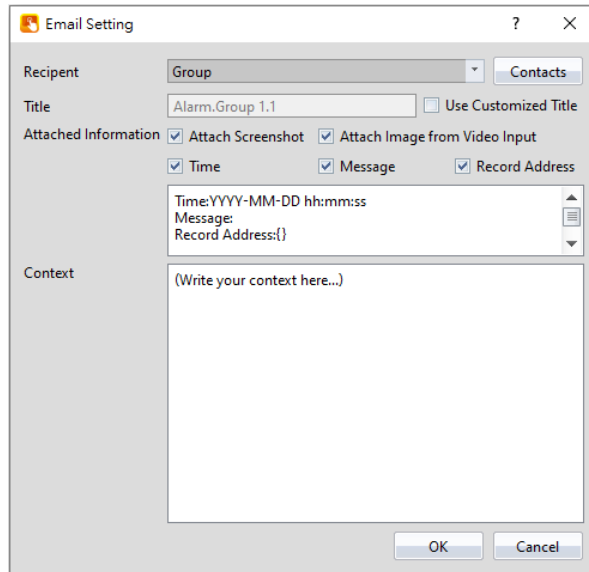 Email Setting ? ×
Recipent Group Contacts
Title Alarm.Group 1.1 Use Customized Title
Attached Information Attach Screenshot Attach Image from Video Input
Time Message Record Address
Time:YYYY-MM-DD hh:mm:ss
Message:
Record Address:{}
Context (Write your context here...)
OK Cancel